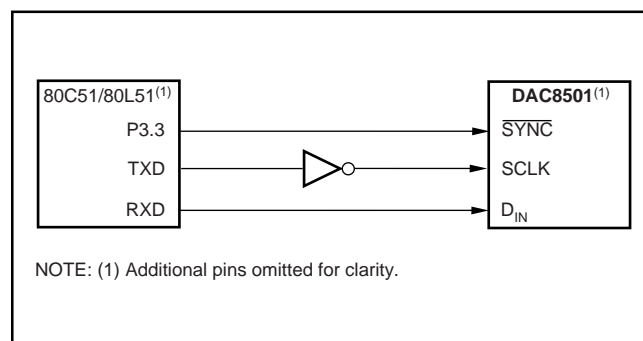 80C51/80L51(1) DAC8501(1)
P3.3 SYNC
TXD SCLK
RXD DIN
NOTE: (1) Additional pins omitted for clarity.